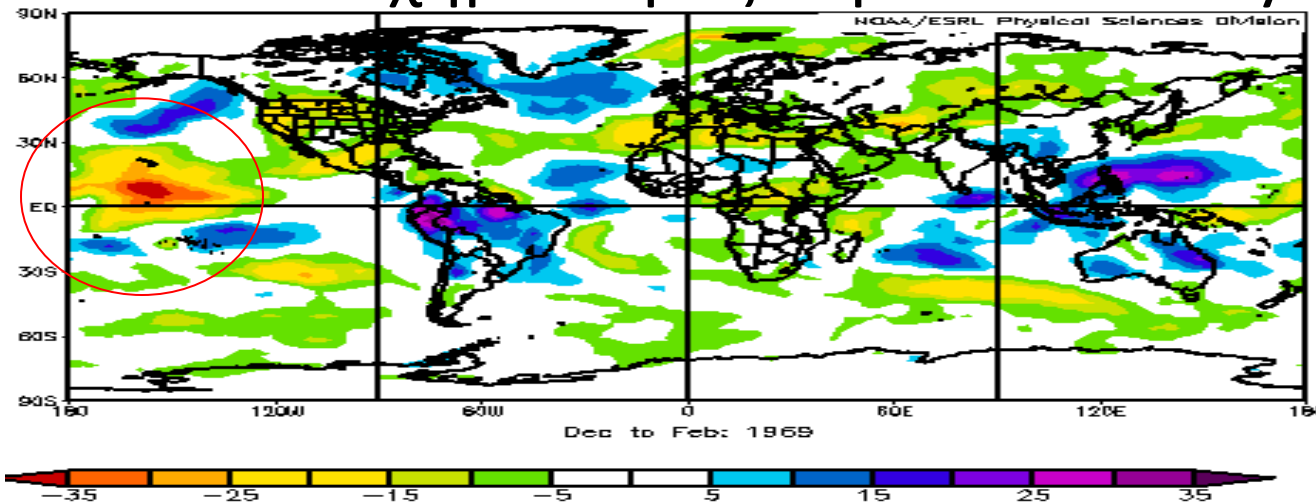 NOAA/ESRL Physical Sciences Division
90N
60N
30N
EQ
30S
60S
90S
180 120W 60W 0 60E 120E
Dec to Feb: 1969
-35 -25 -15 -5 5 15 25 35